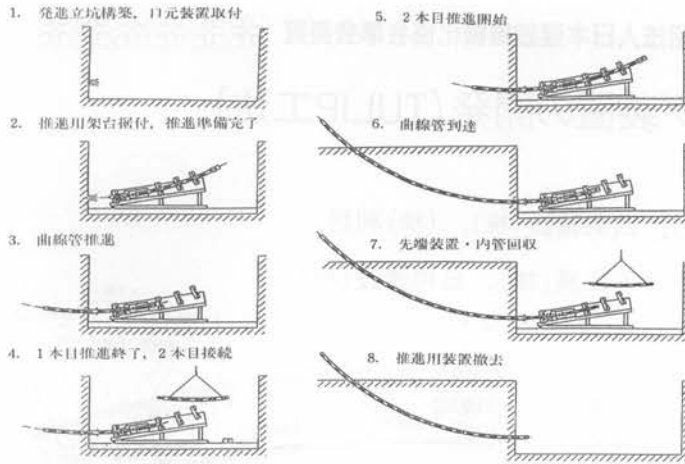 1. 発進立坑構築，口元装置取付
2. 推進用架台据付，推進準備完了
3. 曲線管推進
4. 1本目推進終了，2本目接続
5. 2本目推進開始
6. 曲線管到達
7. 先端装置・内管回収
8. 推進用装置撤去